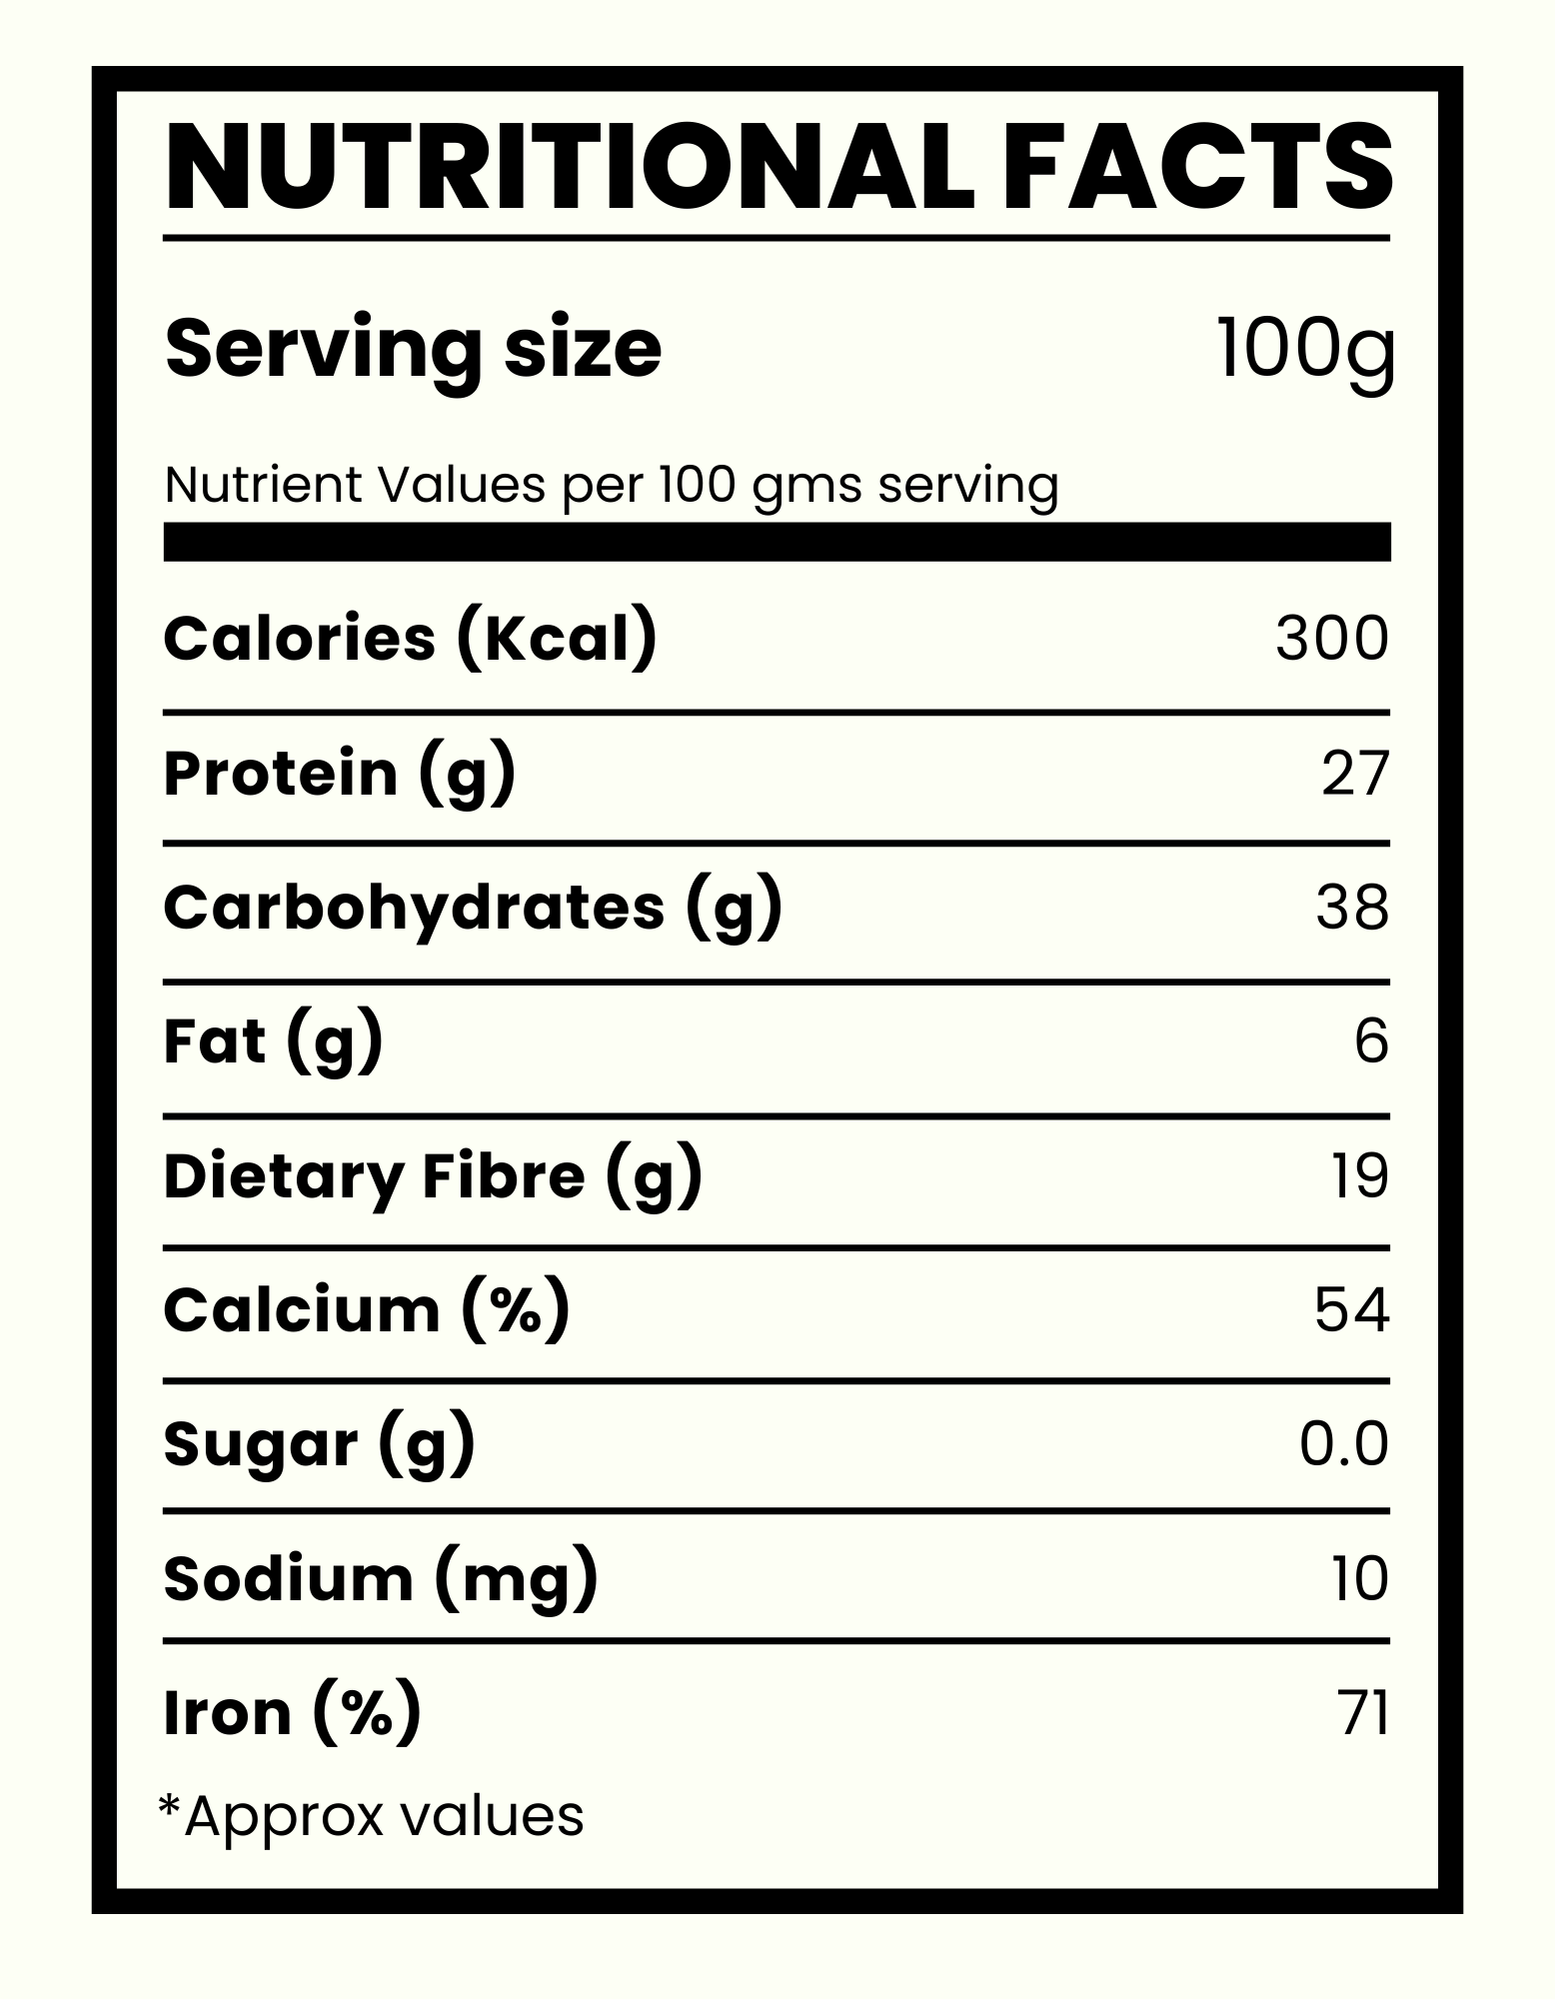 NUTRITIONAL FACTS
Serving size 100g
Nutrient Values per 100 gms serving
Calories (Kcal) 300
Protein (g) 27
Carbohydrates (g) 38
Fat (g) 6
Dietary Fibre (g) 19
Calcium (%) 54
Sugar (g) 0.0
Sodium (mg) 10
Iron (%) 71
*Approx values